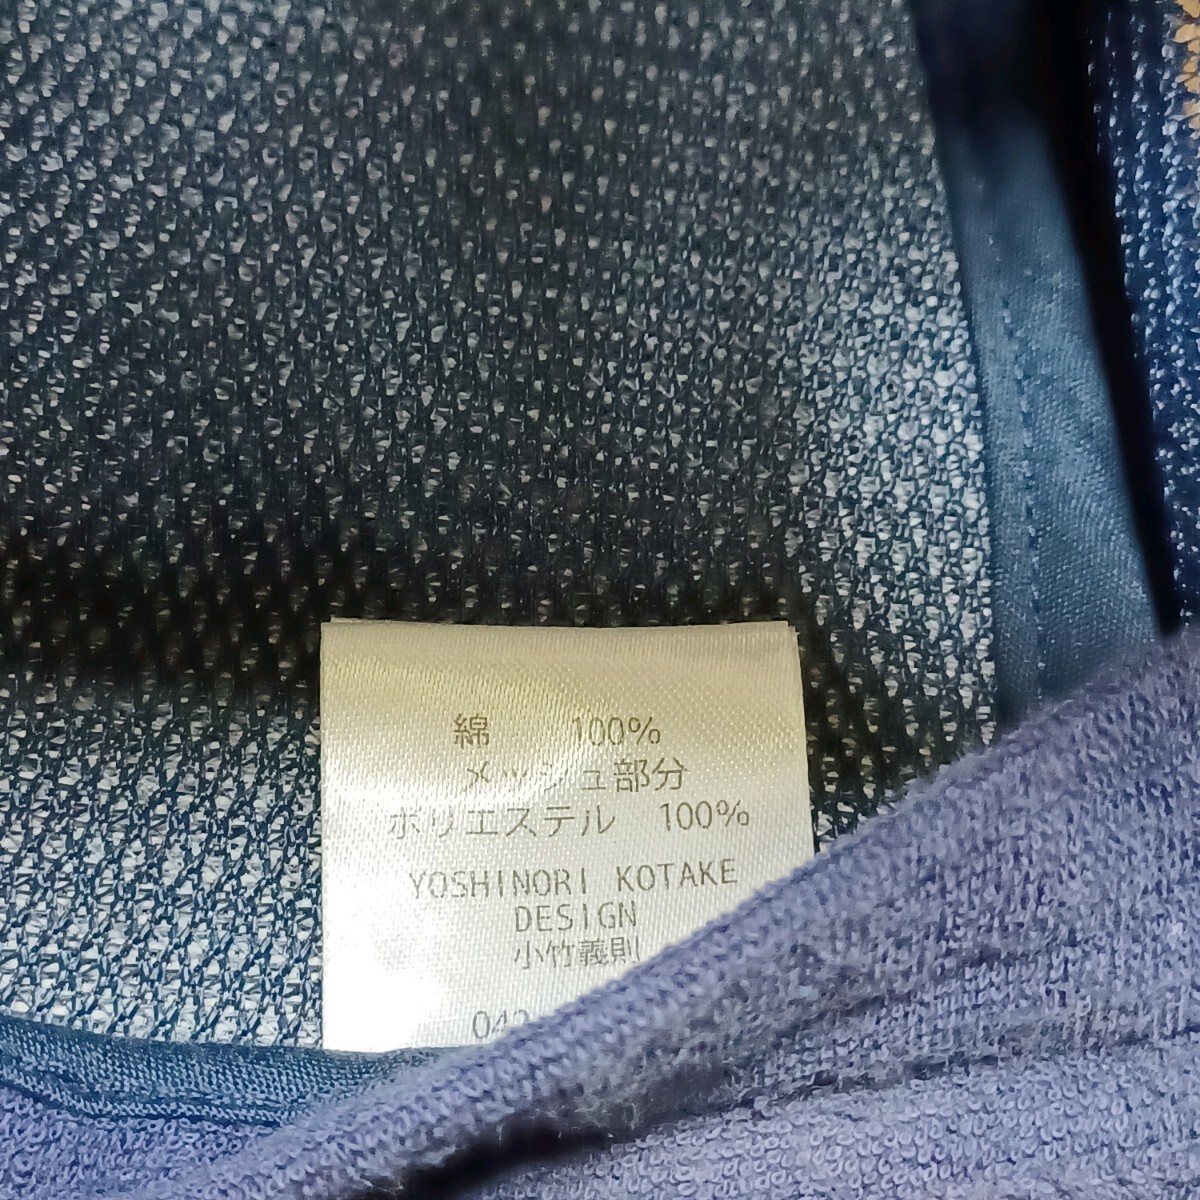 綿 100%
メッシュ部分
ポリエステル 100%
YOSHINORI KOTAKE
DESIGN
小竹義則
042